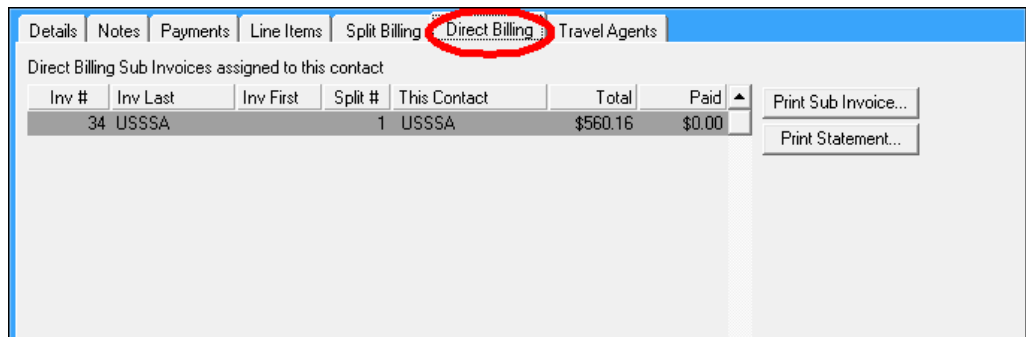 Details Notes Payments Line Items Split Billing Direct Billing Travel Agents
Direct Billing Sub Invoices assigned to this contact
Inv # Inv Last Inv First Split # This Contact Total Paid
34 USSSA 1 USSSA $560.16 $0.00
Print Sub Invoice...
Print Statement...